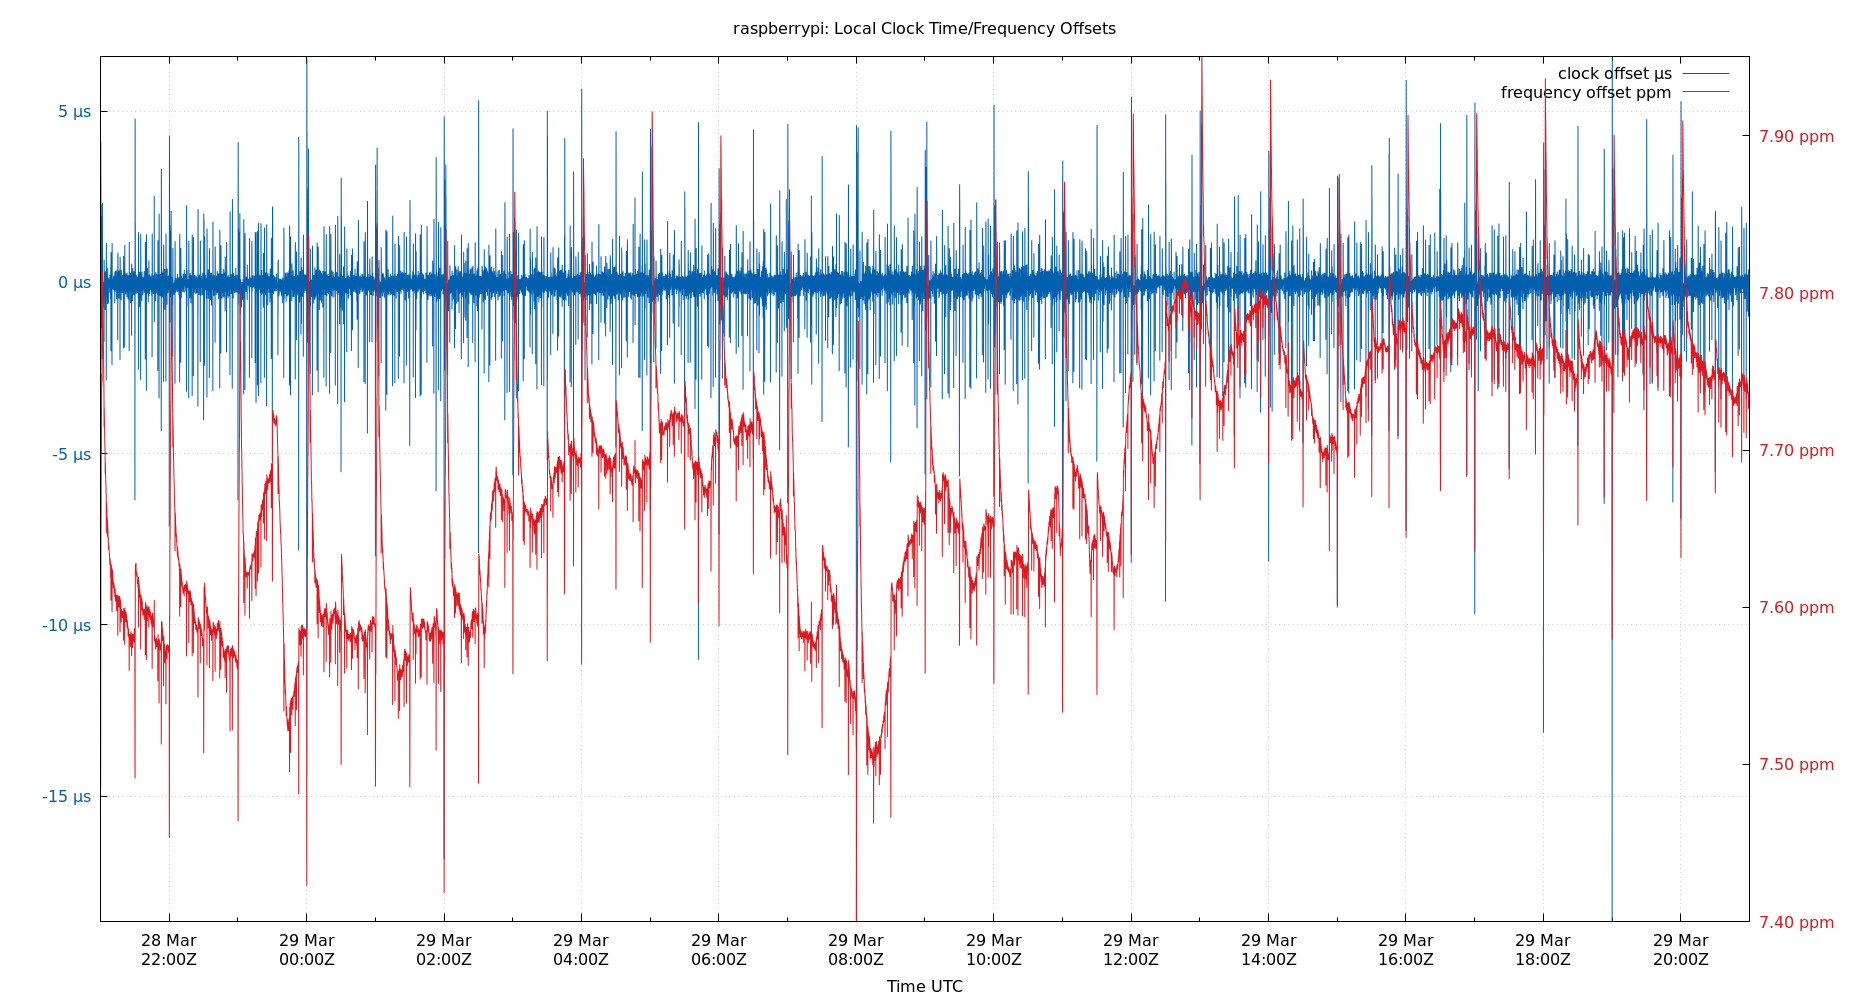 raspberrypi: Local Clock Time/Frequency Offsets
clock offset µs
frequency offset ppm
5 µs
0 µs
-5 µs
-10 µs
-15 µs
7.90 ppm
7.80 ppm
7.70 ppm
7.60 ppm
7.50 ppm
7.40 ppm
28 Mar 29 Mar 29 Mar 29 Mar 29 Mar 29 Mar 29 Mar 29 Mar 29 Mar 29 Mar 29 Mar 29 Mar
22:00Z 00:00Z 02:00Z 04:00Z 06:00Z 08:00Z 10:00Z 12:00Z 14:00Z 16:00Z 18:00Z 20:00Z
Time UTC